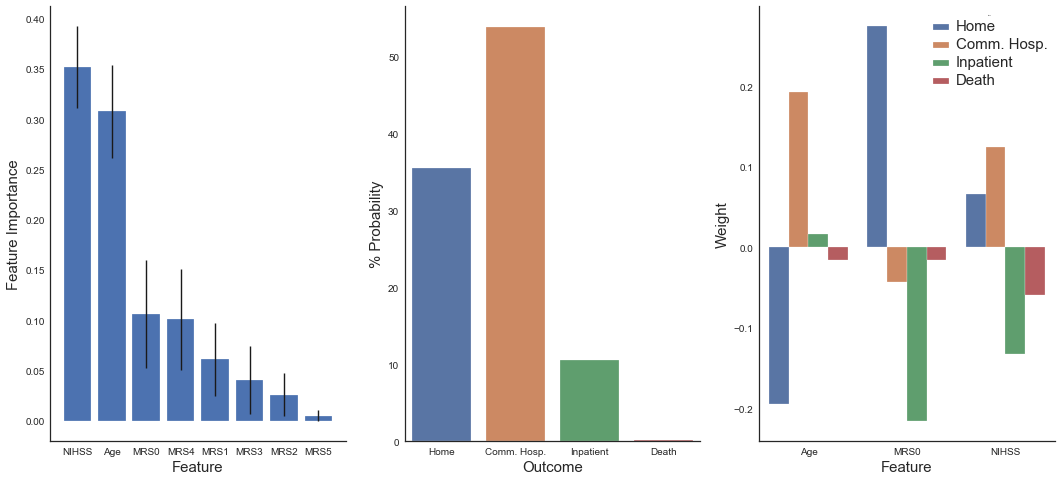 0.40
0.35
0.30
0.25
0.20
0.15
0.10
0.05
0.00
Feature Importance
NIHSS Age MRS0 MRS4 MRS1 MRS3 MRS2 MRS5
Feature
50
40
30
20
10
0
% Probability
Home Comm. Hosp. Inpatient Death
Outcome
Home
Comm. Hosp.
Inpatient
Death
0.2
0.1
0.0
−0.1
−0.2
Weight
Age MRS0 NIHSS
Feature